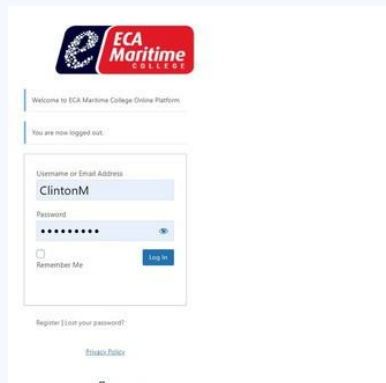 ECA
Maritime
COLLEGE
Welcome to ECA Maritime College Online Platform
You are now logged out.
Username or Email Address
ClintonM
Password
•••••••••
Remember Me
Log In
Register | Lost your password?
Privacy Policy